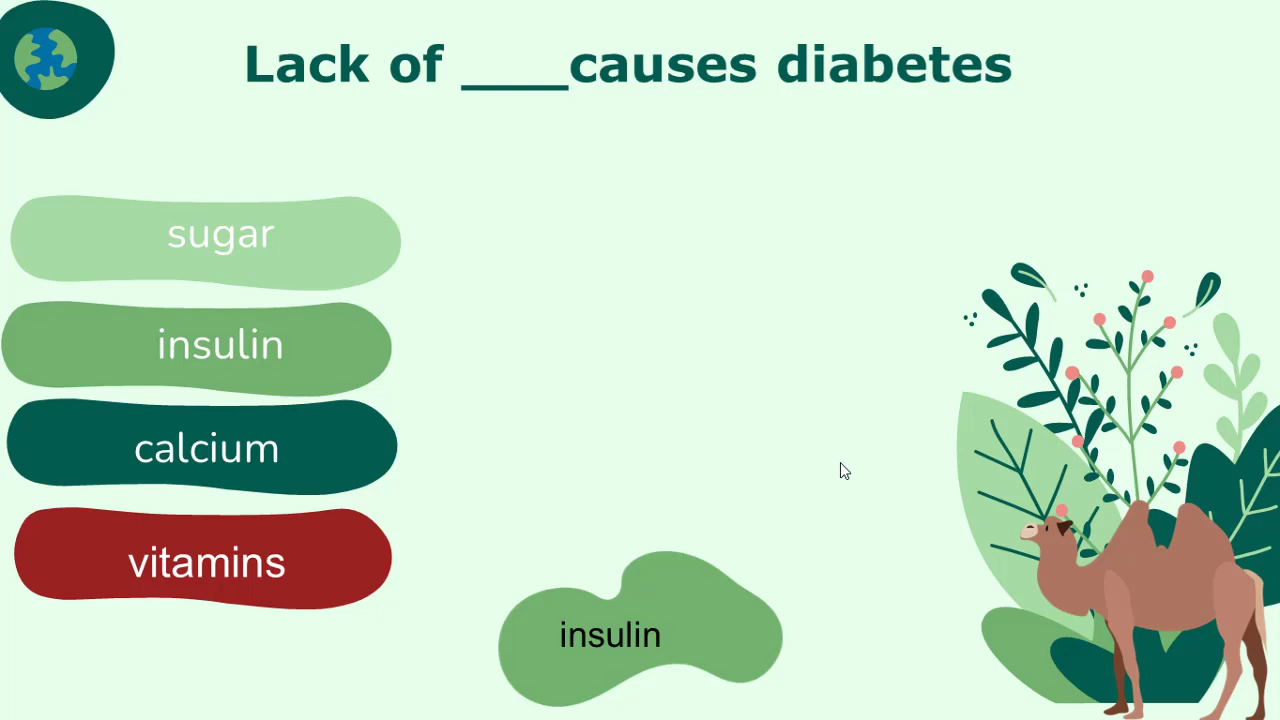 Lack of ____causes diabetes
sugar
insulin
calcium
vitamins
insulin